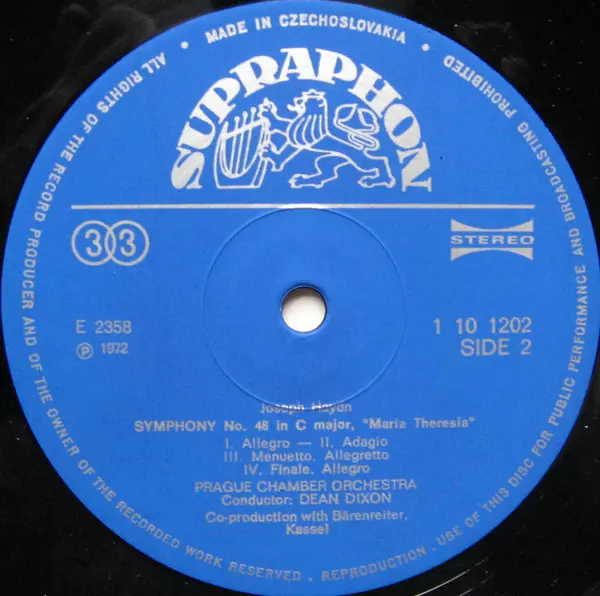 • MADE IN CZECHOSLOVAKIA •
ALL RIGHTS OF THE RECORD PRODUCER AND OF THE OWNER OF THE RECORDED WORK RESERVED . REPRODUCTION . USE OF THIS DISC FOR PUBLIC PERFORMANCE AND BROADCASTING PROHIBITED
SUPRAPHON
33
STEREO
E 2358
1 10 1202
Ⓟ 1972
SIDE 2
Joseph Haydn
SYMPHONY No. 48 in C major, "Maria Theresia"
I. Allegro — II. Adagio
III. Menuetto. Allegretto
IV. Finale. Allegro
PRAGUE CHAMBER ORCHESTRA
Conductor: DEAN DIXON
Co-production with Bärenreiter,
Kassel